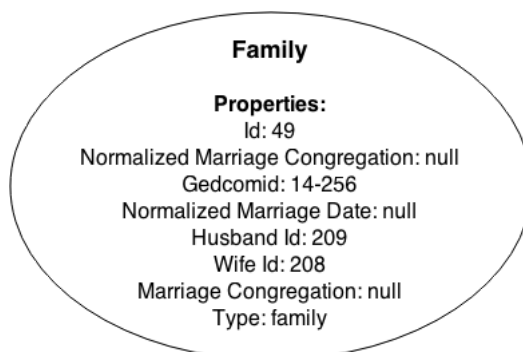 Family
Properties:
Id: 49
Normalized Marriage Congregation: null
Gedcomid: 14-256
Normalized Marriage Date: null
Husband Id: 209
Wife Id: 208
Marriage Congregation: null
Type: family